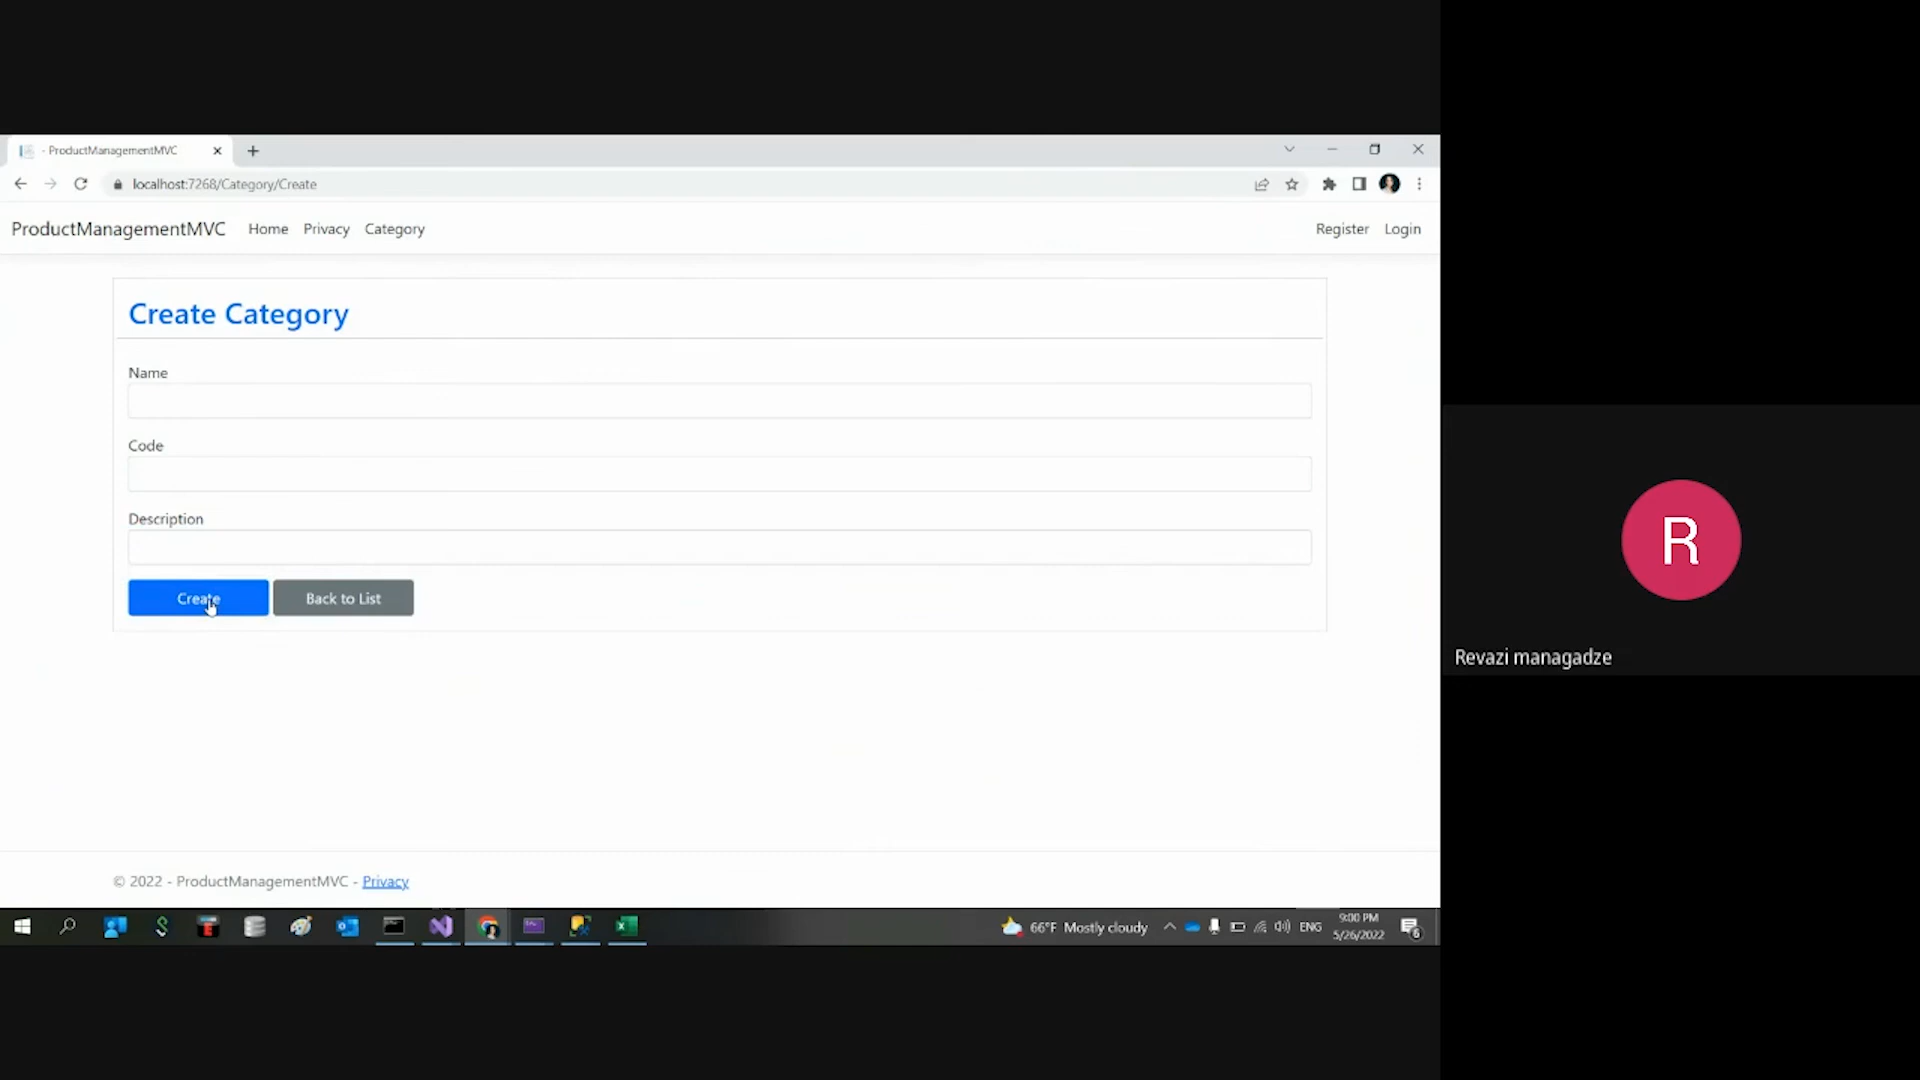 - ProductManagementMVC
localhost:7268/Category/Create
ProductManagementMVC Home Privacy Category Register Login
Create Category
Name
Code
Description
Create Back to List
© 2022 - ProductManagementMVC - Privacy
66°F Mostly cloudy ENG 9:00 PM
5/26/2022
6
R
Revazi managadze